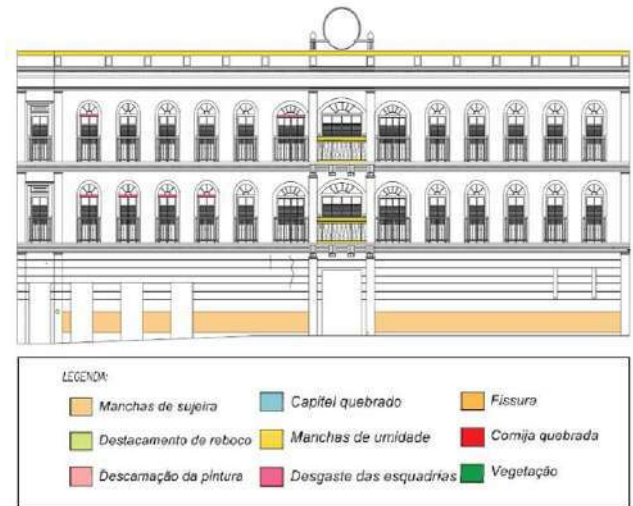 LEGENDA:
Manchas de sujeira
Capitel quebrado
Fissura
Destacamento de reboco
Manchas de umidade
Cornija quebrada
Descamação da pintura
Desgaste das esquadrias
Vegetação